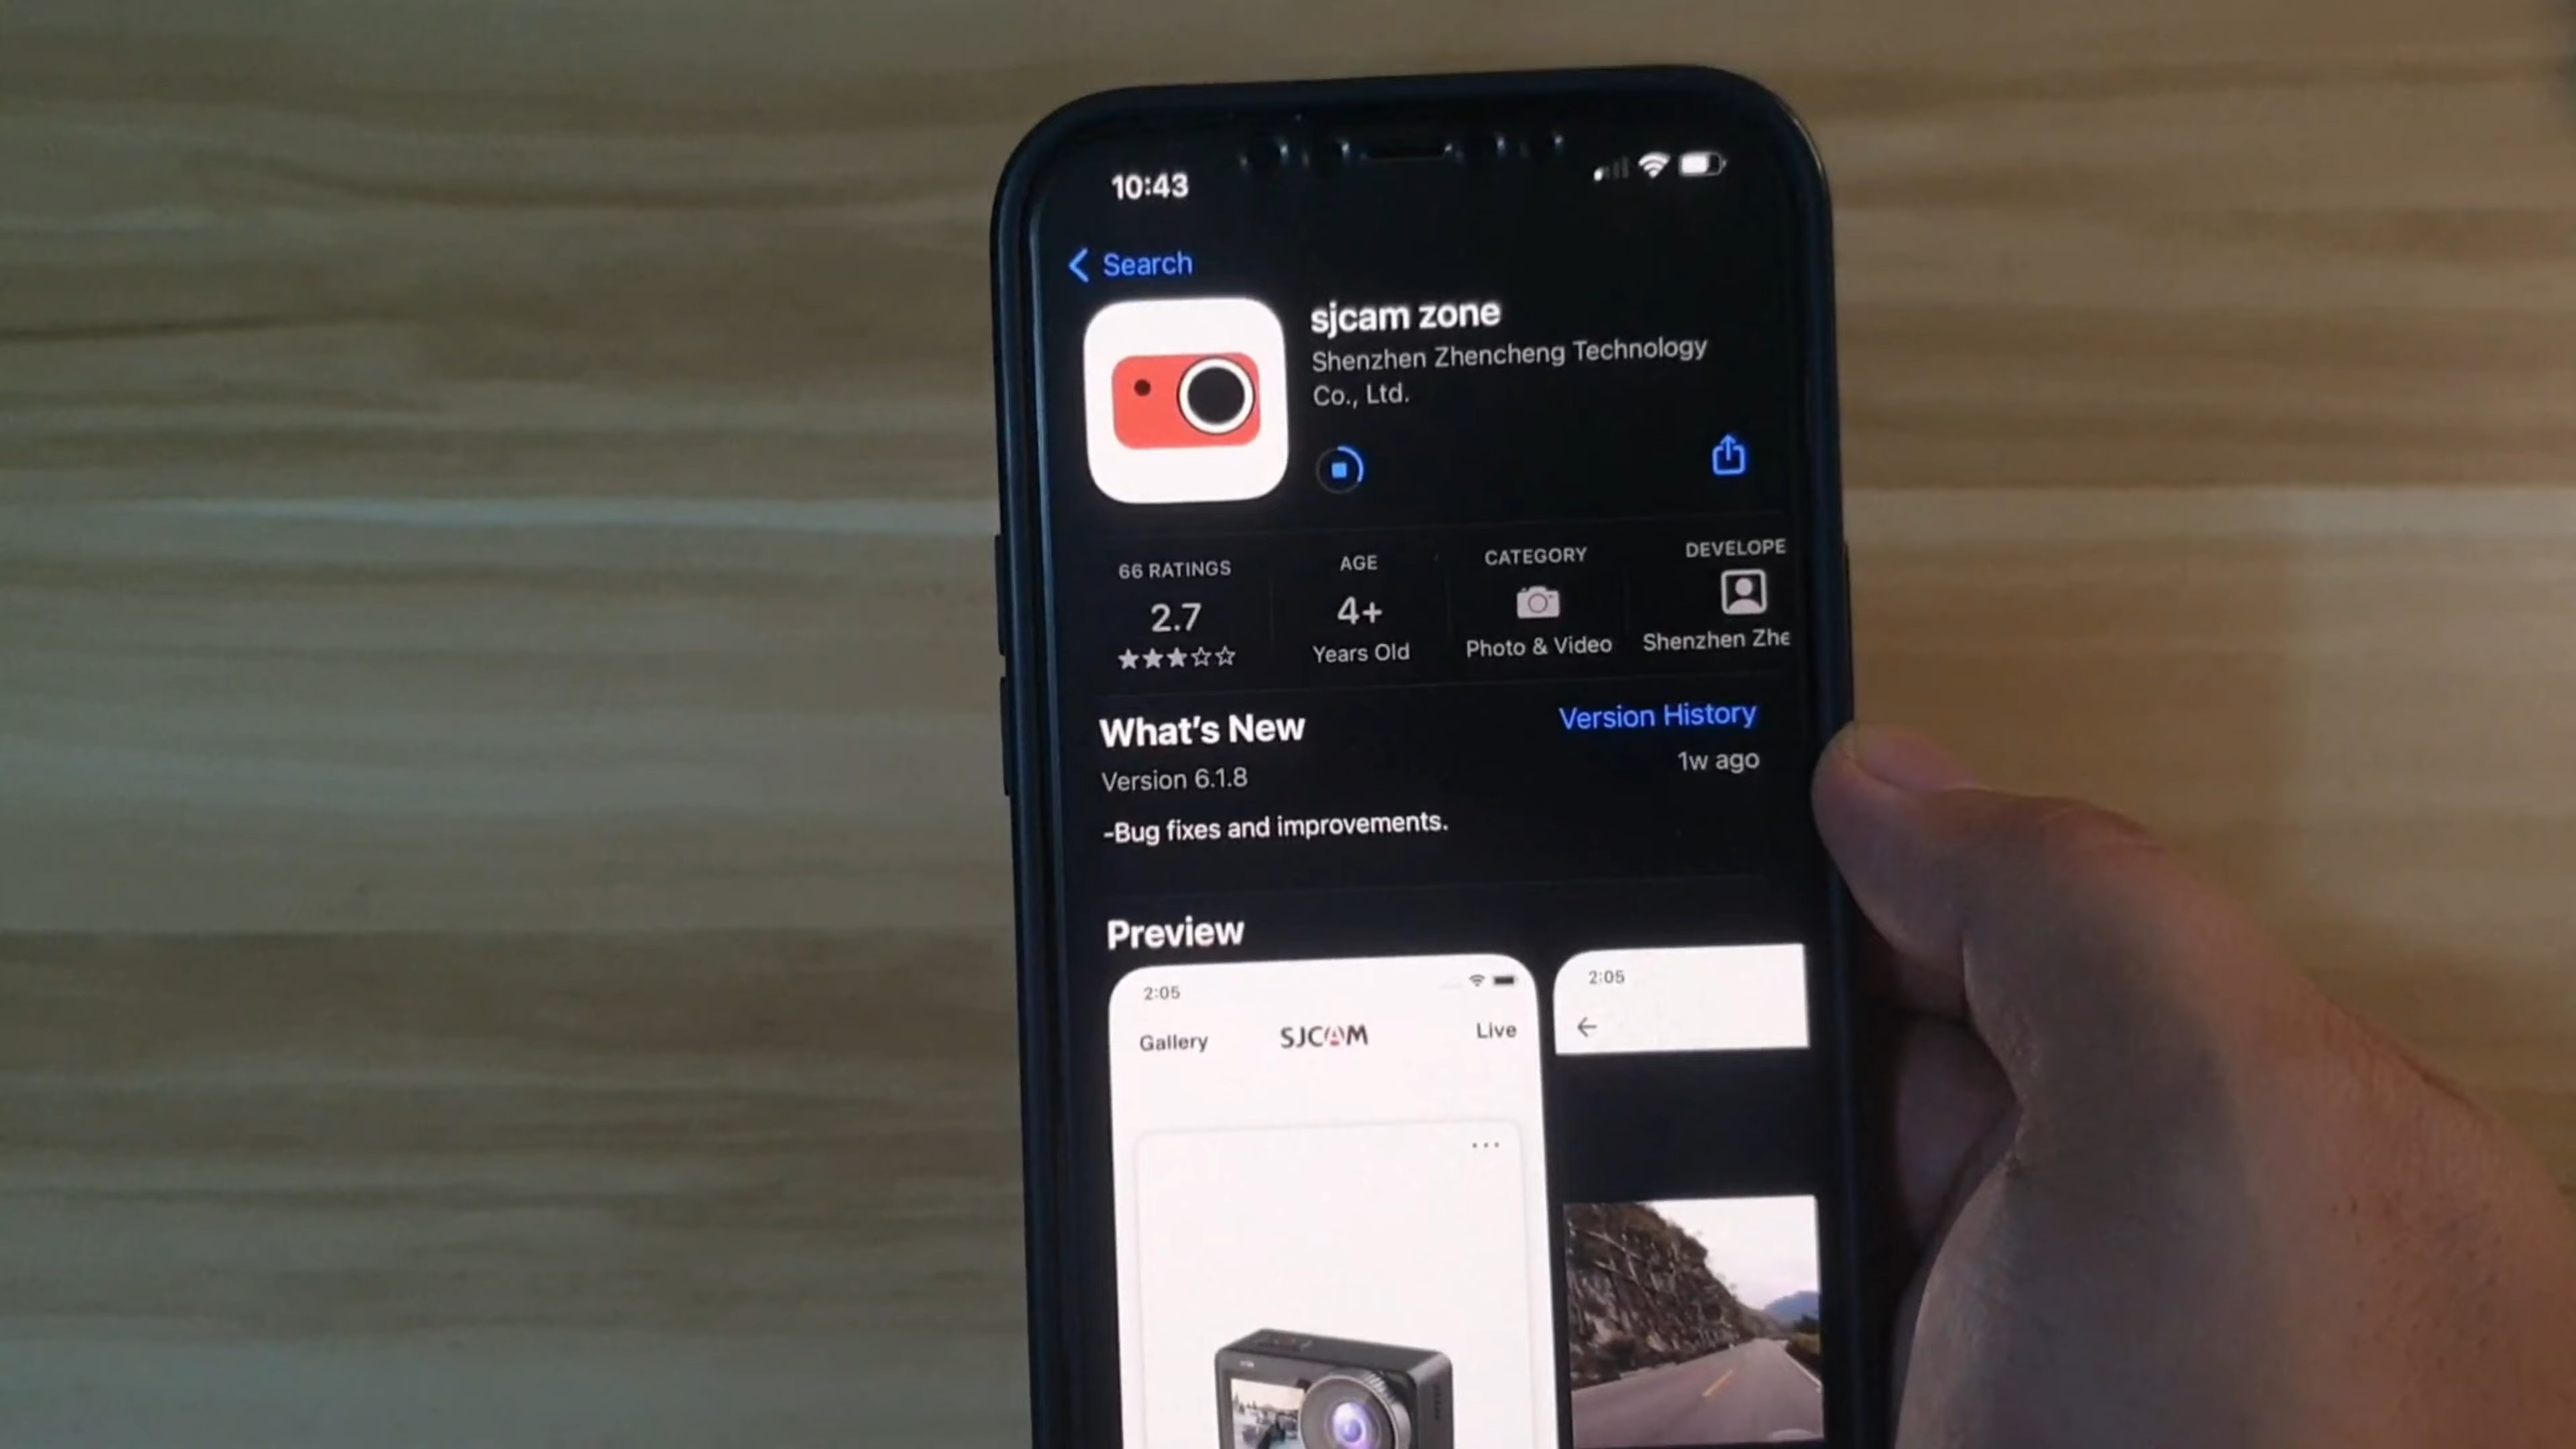 10:43
Search
sjcam zone
Shenzhen Zhencheng Technology
Co., Ltd.
66 RATINGS
2.7
AGE
4+
Years Old
CATEGORY
Photo & Video
DEVELOPE
Shenzhen Zhe
What's New
Version History
Version 6.1.8
1w ago
-Bug fixes and improvements.
Preview
2:05
Gallery
SJCAM
Live
2:05